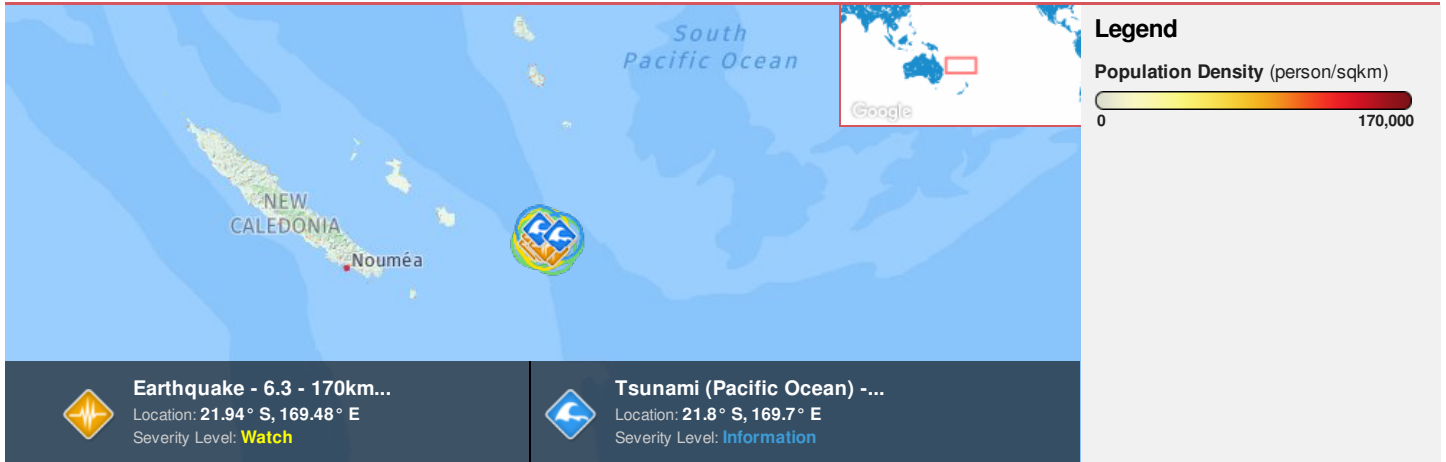 South
Pacific Ocean
Google
NEW
CALEDONIA
Nouméa
Legend
Population Density (person/sqkm)
0 170,000
Earthquake - 6.3 - 170km...
Location: 21.94° S, 169.48° E
Severity Level: Watch
Tsunami (Pacific Ocean) -...
Location: 21.8° S, 169.7° E
Severity Level: Information